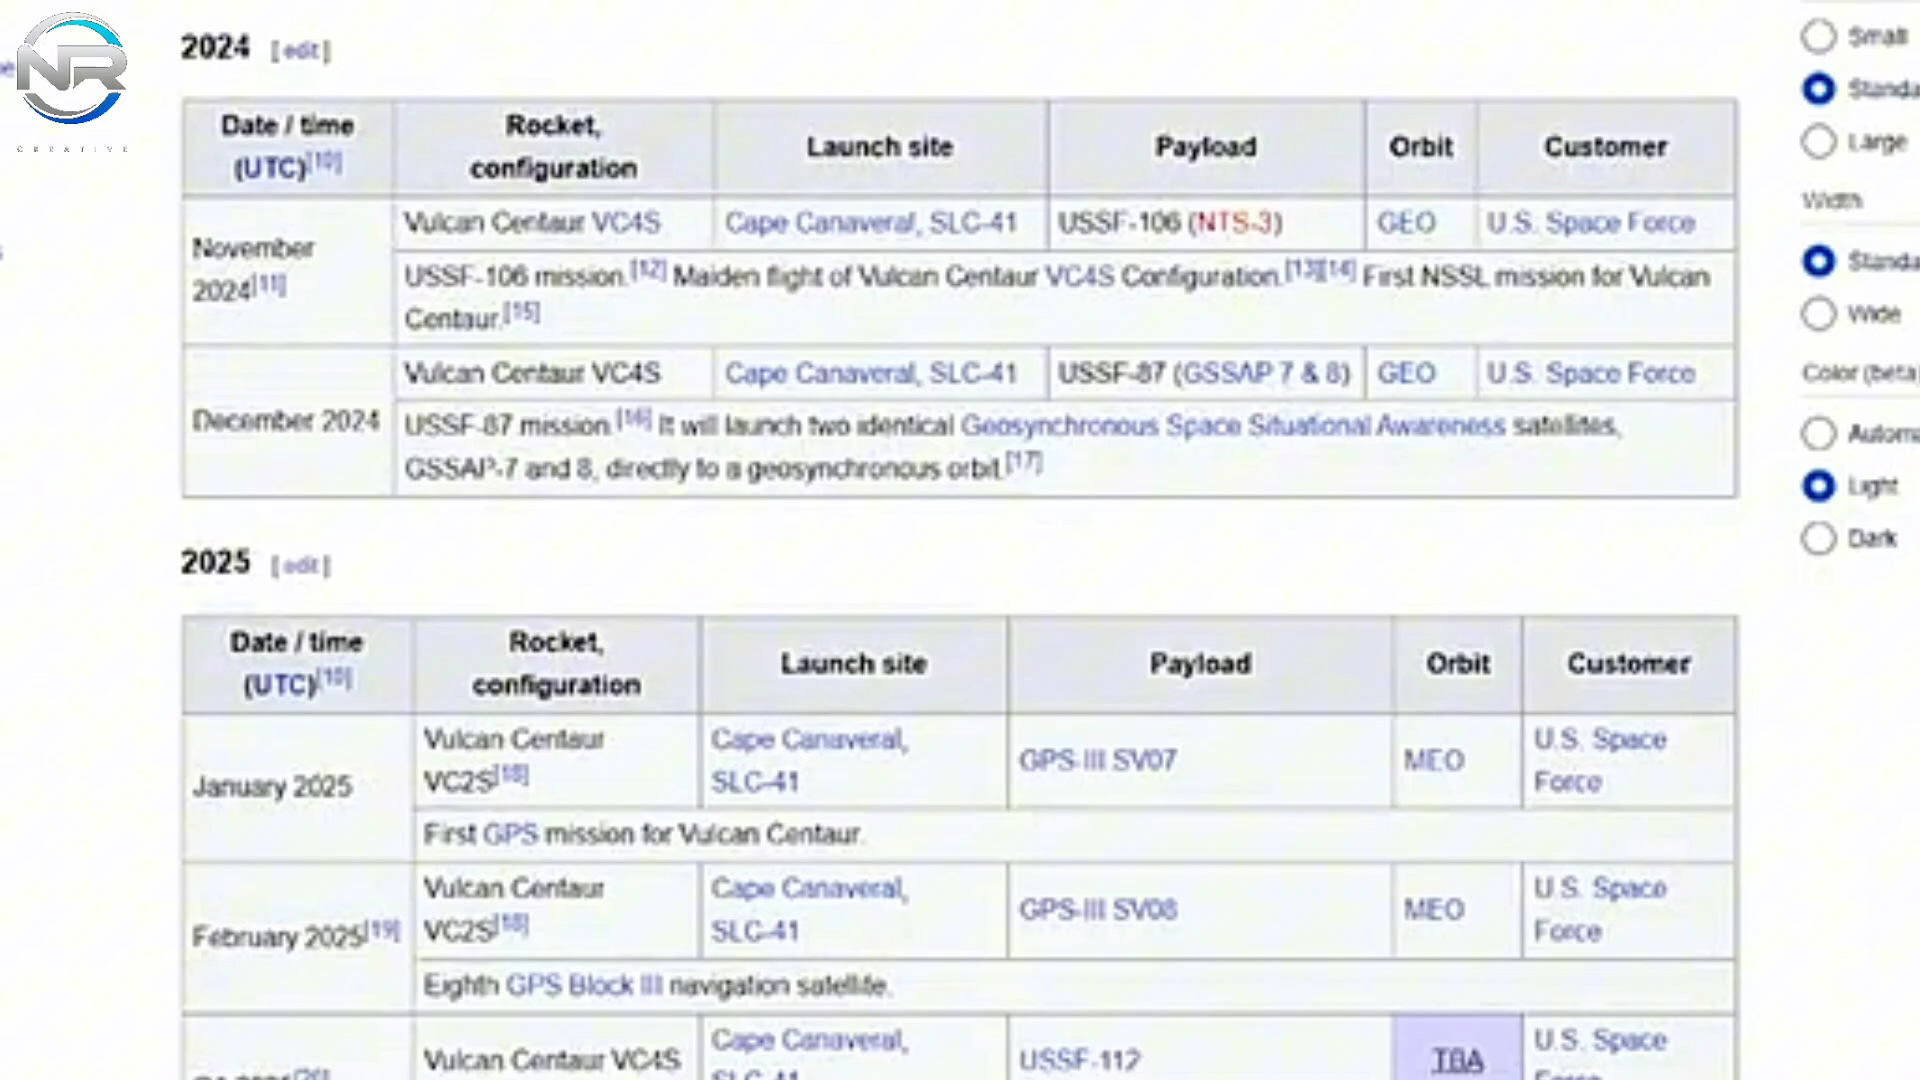 NR
CREATIVE
2024 [ edit ]
Date / time (UTC)[10] Rocket, configuration Launch site Payload Orbit Customer
November 2024[11] Vulcan Centaur VC4S Cape Canaveral, SLC-41 USSF-106 (NTS-3) GEO U.S. Space Force
USSF-106 mission.[12] Maiden flight of Vulcan Centaur VC4S Configuration.[13][14] First NSSL mission for Vulcan
Centaur.[15]
December 2024 Vulcan Centaur VC4S Cape Canaveral, SLC-41 USSF-87 (GSSAP 7 & 8) GEO U.S. Space Force
USSF-87 mission.[16] It will launch two identical Geosynchronous Space Situational Awareness satellites,
GSSAP-7 and 8, directly to a geosynchronous orbit.[17]
2025 [ edit ]
Date / time (UTC)[10] Rocket, configuration Launch site Payload Orbit Customer
January 2025 Vulcan Centaur VC2S[18] Cape Canaveral, SLC-41 GPS-III SV07 MEO U.S. Space Force
First GPS mission for Vulcan Centaur.
February 2025[19] Vulcan Centaur VC2S[18] Cape Canaveral, SLC-41 GPS-III SV08 MEO U.S. Space Force
Eighth GPS Block III navigation satellite.
Vulcan Centaur VC4S Cape Canaveral, USSF-112 TBA U.S. Space
Small
Standa
Large
Width
Standa
Wide
Color (beta)
Automa
Light
Dark